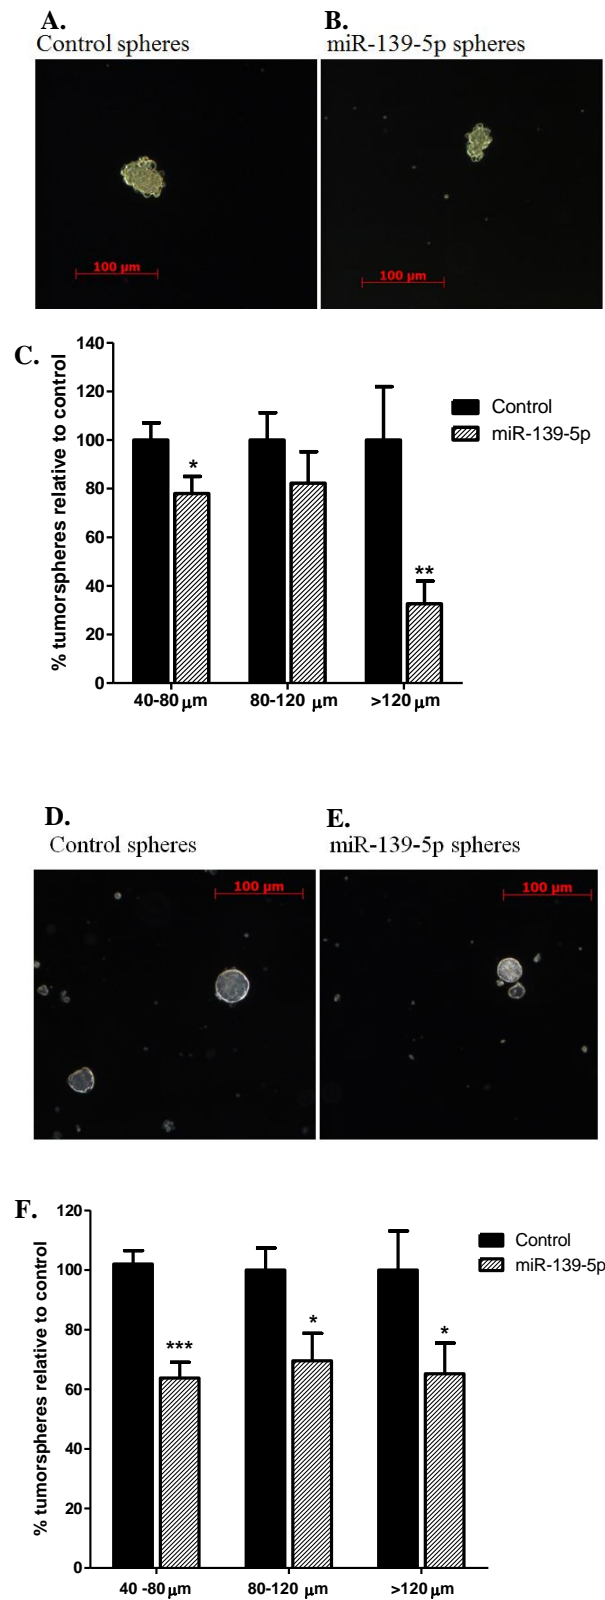 A.
Control spheres
B.
miR-139-5p spheres
100 µm
100 µm
C.
% tumorspheres relative to control
140
120
100
80
60
40
20
0
*
**
Control
miR-139-5p
40-80 µm
80-120 µm
>120 µm
D.
Control spheres
E.
miR-139-5p spheres
100 µm
100 µm
F.
% tumorspheres relative to control
120
100
80
60
40
20
0
***
*
*
Control
miR-139-5p
40 -80 µm
80-120 µm
>120 µm